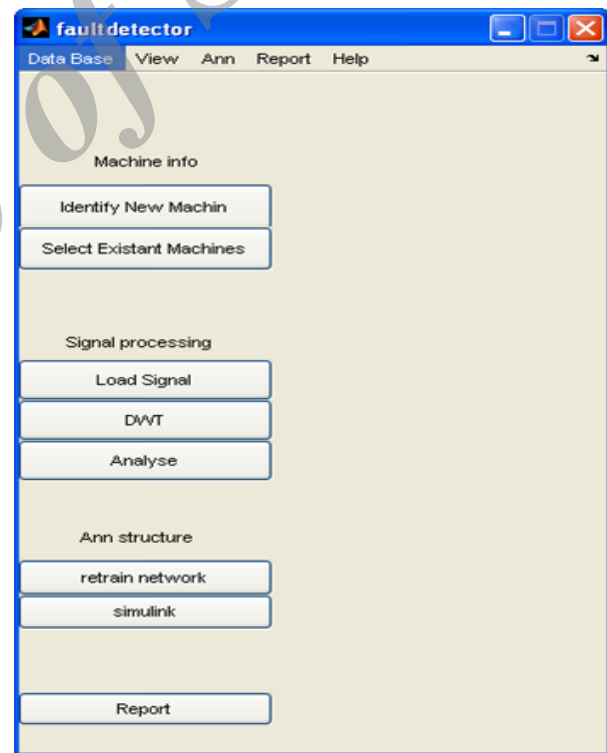 faultdetector
Data Base View Ann Report Help
Machine info
Identify New Machin
Select Existant Machines
Signal processing
Load Signal
DWT
Analyse
Ann structure
retrain network
simulink
Report
of